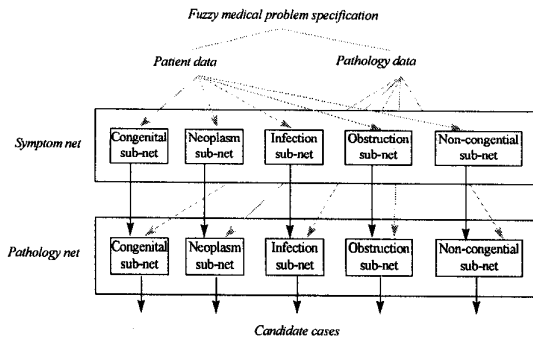 Fuzzy medical problem specification
Patient data
Pathology data
Symptom net
Congenital sub-net
Neoplasm sub-net
Infection sub-net
Obstruction sub-net
Non-congential sub-net
Pathology net
Congenital sub-net
Neoplasm sub-net
Infection sub-net
Obstruction sub-net
Non-congential sub-net
Candidate cases